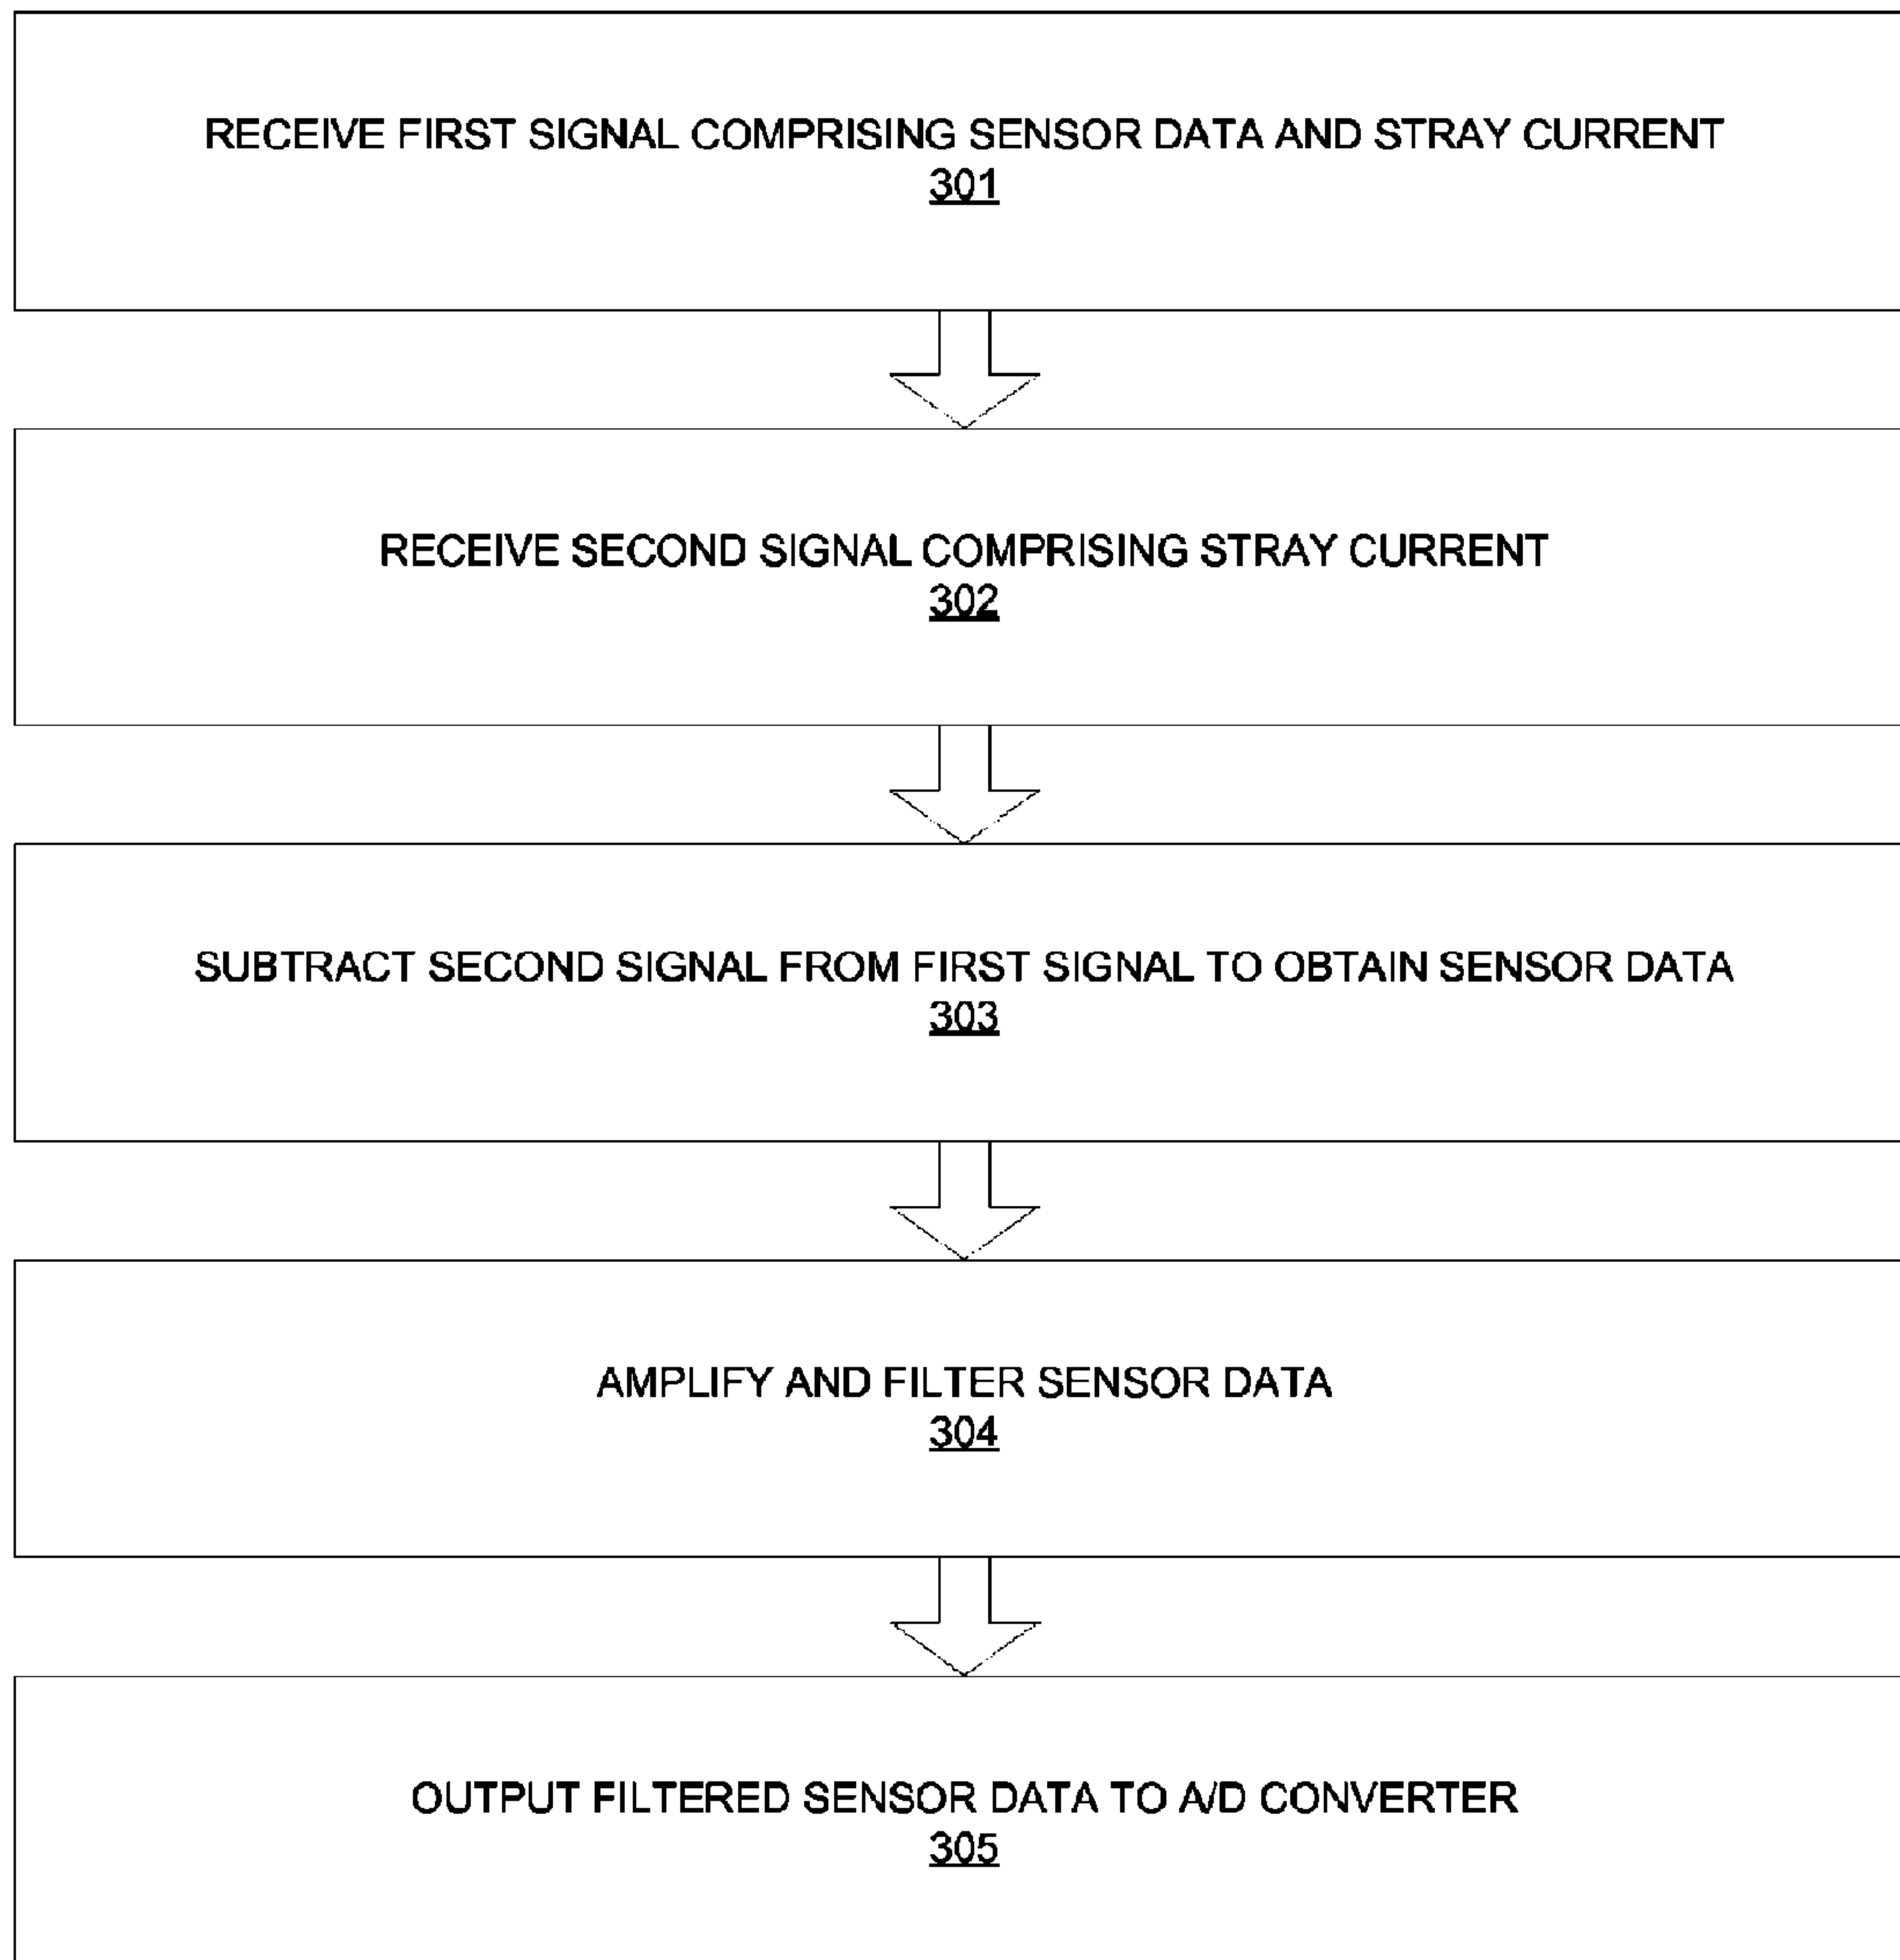 RECEIVE FIRST SIGNAL COMPRISING SENSOR DATA AND STRAY CURRENT
301
RECEIVE SECOND SIGNAL COMPRISING STRAY CURRENT
302
SUBTRACT SECOND SIGNAL FROM FIRST SIGNAL TO OBTAIN SENSOR DATA
303
AMPLIFY AND FILTER SENSOR DATA
304
OUTPUT FILTERED SENSOR DATA TO A/D CONVERTER
305